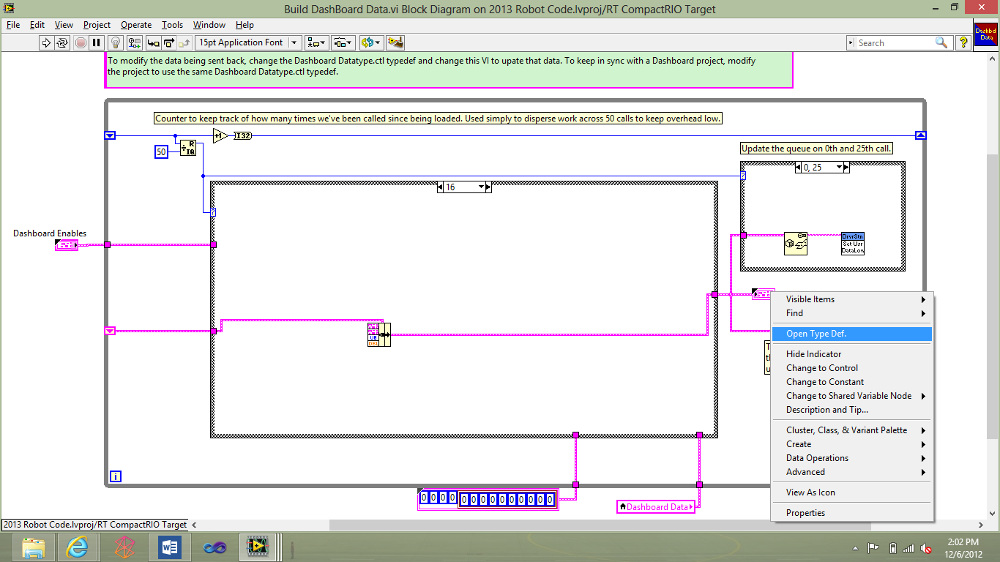 Build DashBoard Data.vi Block Diagram on 2013 Robot Code.lvproj/RT CompactRIO Target
File Edit View Project Operate Tools Window Help
15pt Application Font
Search
Dashbd
Data
To modify the data being sent back, change the Dashboard Datatype.ctl typedef and change this VI to upate that data. To keep in sync with a Dashboard project, modify
the project to use the same Dashboard Datatype.ctl typedef.
Counter to keep track of how many times we've been called since being loaded. Used simply to disperse work across 50 calls to keep overhead low.
+1 I32
R
IQ
50
Update the queue on 0th and 25th call.
0, 25
16
?
?
Dashboard Enables
DrvrStn
Set Usr
DataLow
UB
DBL
Visible Items
Find
Open Type Def.
Hide Indicator
Change to Control
Change to Constant
Change to Shared Variable Node
Description and Tip...
Cluster, Class, & Variant Palette
Create
Data Operations
Advanced
View As Icon
Properties
T
th
u
i
0 0 0 0 0 0 0 0 0 0 0 0 0 0
Dashboard Data
2013 Robot Code.lvproj/RT CompactRIO Target
2:02 PM
12/6/2012